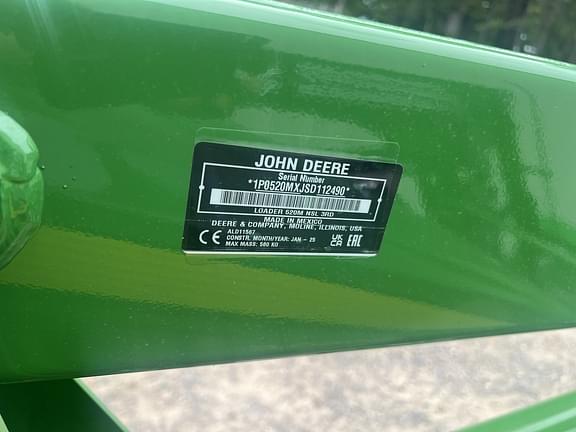 JOHN DEERE
Serial Number
*1P0520MXJSD112490*
LOADER 520M NSL 3RD
MADE IN MEXICO
DEERE & COMPANY, MOLINE, ILLINOIS, USA
ALD11567
CONSTR. MONTH/YEAR: JAN - 25
MAX MASS: 580 KG
CE
UK CA
EAC